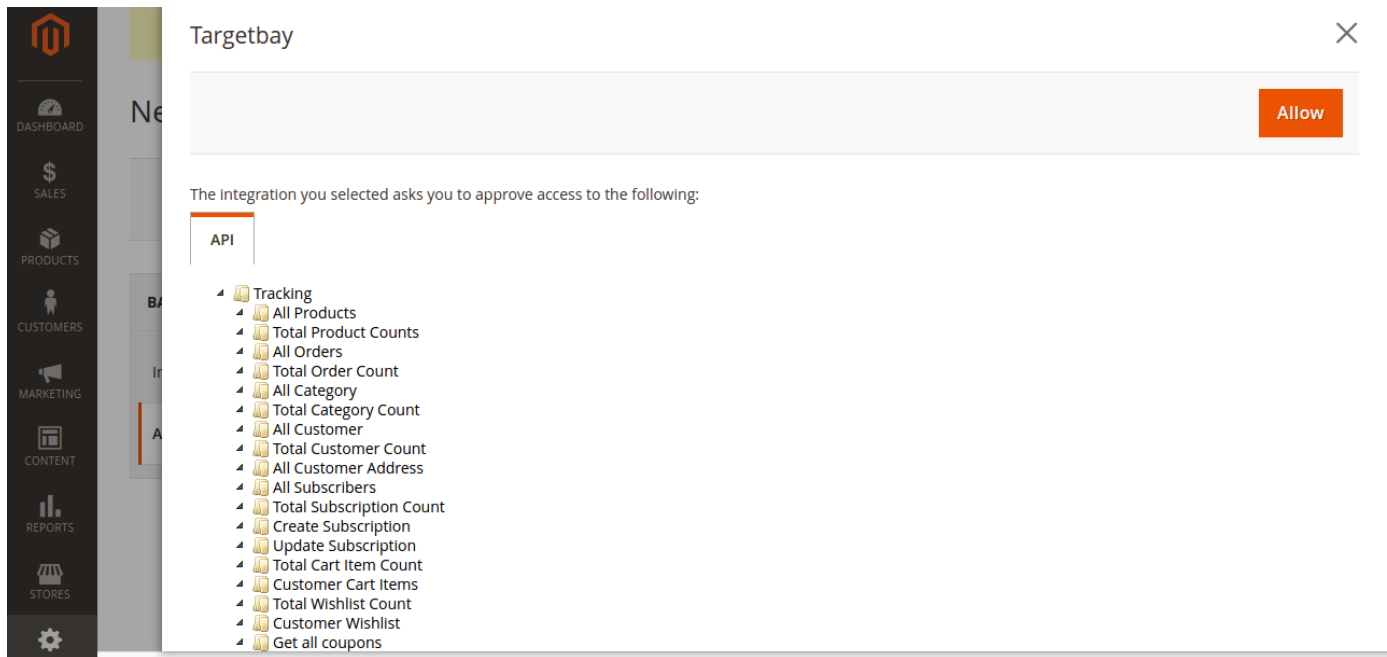 Targetbay
Allow
The integration you selected asks you to approve access to the following:
API
Tracking
All Products
Total Product Counts
All Orders
Total Order Count
All Category
Total Category Count
All Customer
Total Customer Count
All Customer Address
All Subscribers
Total Subscription Count
Create Subscription
Update Subscription
Total Cart Item Count
Customer Cart Items
Total Wishlist Count
Customer Wishlist
Get all coupons
DASHBOARD
$
SALES
PRODUCTS
CUSTOMERS
MARKETING
CONTENT
REPORTS
STORES
Ne
BA
In
A